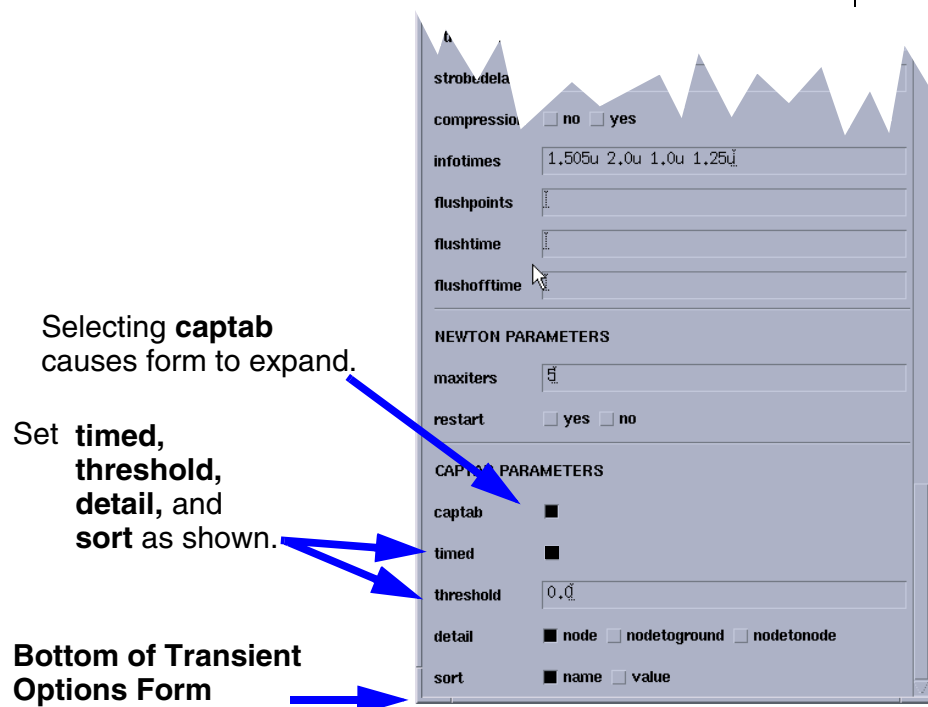 strobedela
compression no yes
infotimes 1.505u 2.0u 1.0u 1.25u
flushpoints
flushtime
flushofftime
Selecting captab
causes form to expand.
NEWTON PARAMETERS
maxiters 5
restart yes no
Set timed,
threshold,
detail, and
sort as shown.
CAPTAB PARAMETERS
captab
timed
threshold 0.0
detail node nodetoground nodetonode
sort name value
Bottom of Transient
Options Form